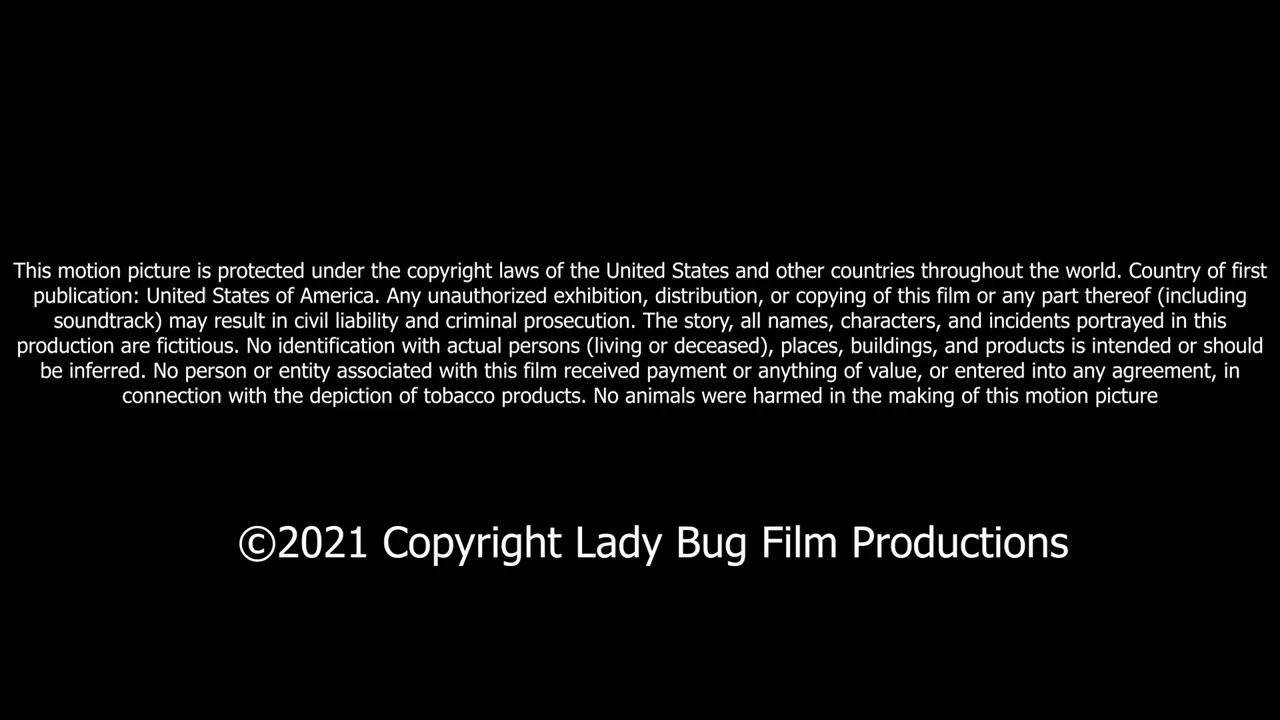 This motion picture is protected under the copyright laws of the United States and other countries throughout the world. Country of first
publication: United States of America. Any unauthorized exhibition, distribution, or copying of this film or any part thereof (including
soundtrack) may result in civil liability and criminal prosecution. The story, all names, characters, and incidents portrayed in this
production are fictitious. No identification with actual persons (living or deceased), places, buildings, and products is intended or should
be inferred. No person or entity associated with this film received payment or anything of value, or entered into any agreement, in
connection with the depiction of tobacco products. No animals were harmed in the making of this motion picture
©2021 Copyright Lady Bug Film Productions